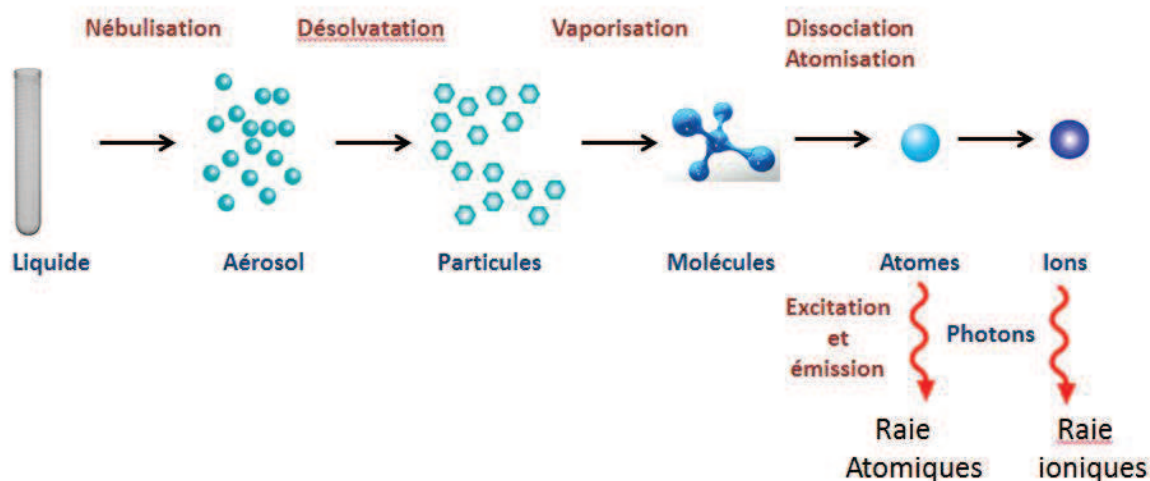 Nébulisation Désolvatation Vaporisation Dissociation
Atomisation
Liquide Aérosol Particules Molécules Atomes Ions
Excitation
et
émission
Photons
Raie
Atomiques
Raie
ioniques